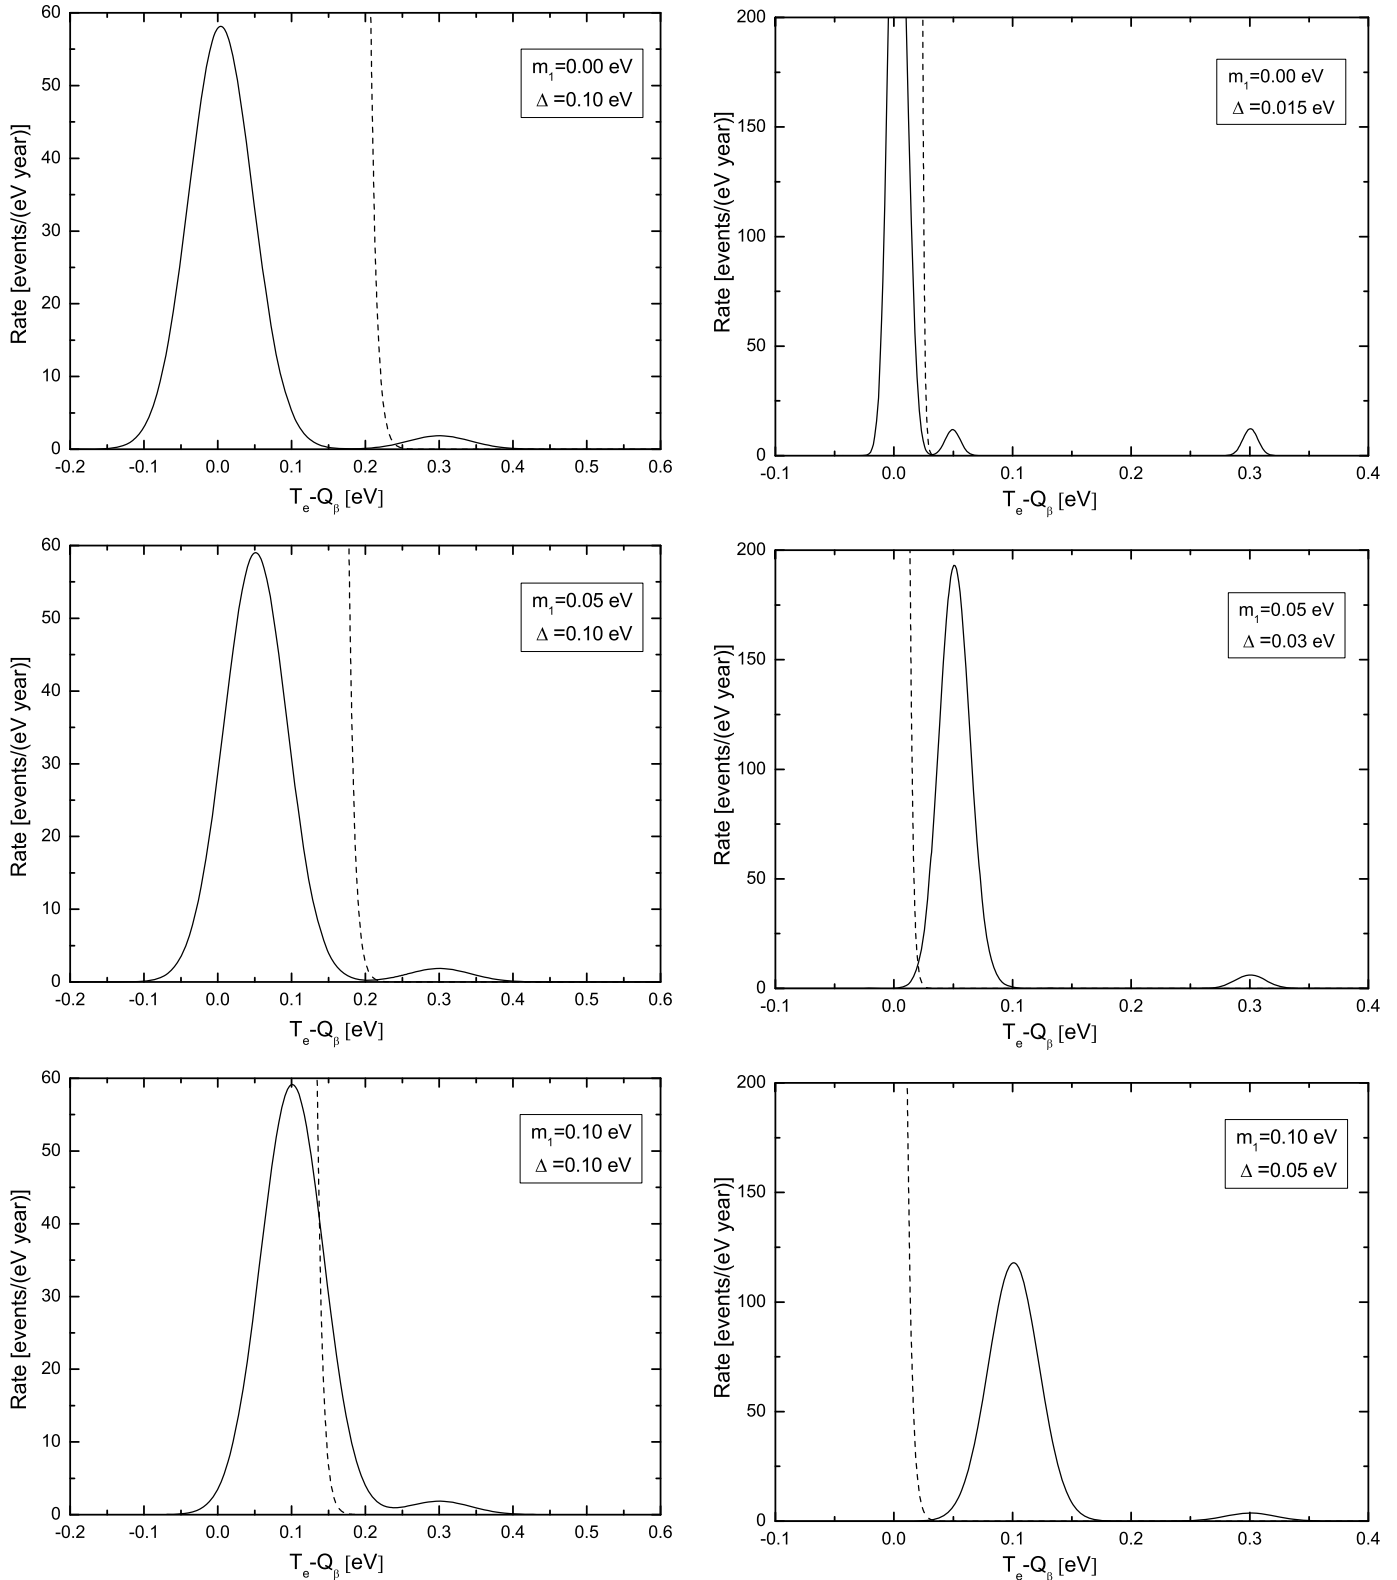 60
50
40
30
20
10
0
Rate [events/(eV year)]
m₁=0.00 eV
Δ =0.10 eV
-0.2 -0.1 0.0 0.1 0.2 0.3 0.4 0.5 0.6
Tₑ-Qᵦ [eV]
200
150
100
50
0
Rate [events/(eV year)]
m₁=0.00 eV
Δ =0.015 eV
-0.1 0.0 0.1 0.2 0.3 0.4
Tₑ-Qᵦ [eV]
60
50
40
30
20
10
0
Rate [events/(eV year)]
m₁=0.05 eV
Δ =0.10 eV
-0.2 -0.1 0.0 0.1 0.2 0.3 0.4 0.5 0.6
Tₑ-Qᵦ [eV]
200
150
100
50
0
Rate [events/(eV year)]
m₁=0.05 eV
Δ =0.03 eV
-0.1 0.0 0.1 0.2 0.3 0.4
Tₑ-Qᵦ [eV]
60
50
40
30
20
10
0
Rate [events/(eV year)]
m₁=0.10 eV
Δ =0.10 eV
-0.2 -0.1 0.0 0.1 0.2 0.3 0.4 0.5 0.6
Tₑ-Qᵦ [eV]
200
150
100
50
0
Rate [events/(eV year)]
m₁=0.10 eV
Δ =0.05 eV
-0.1 0.0 0.1 0.2 0.3 0.4
Tₑ-Qᵦ [eV]